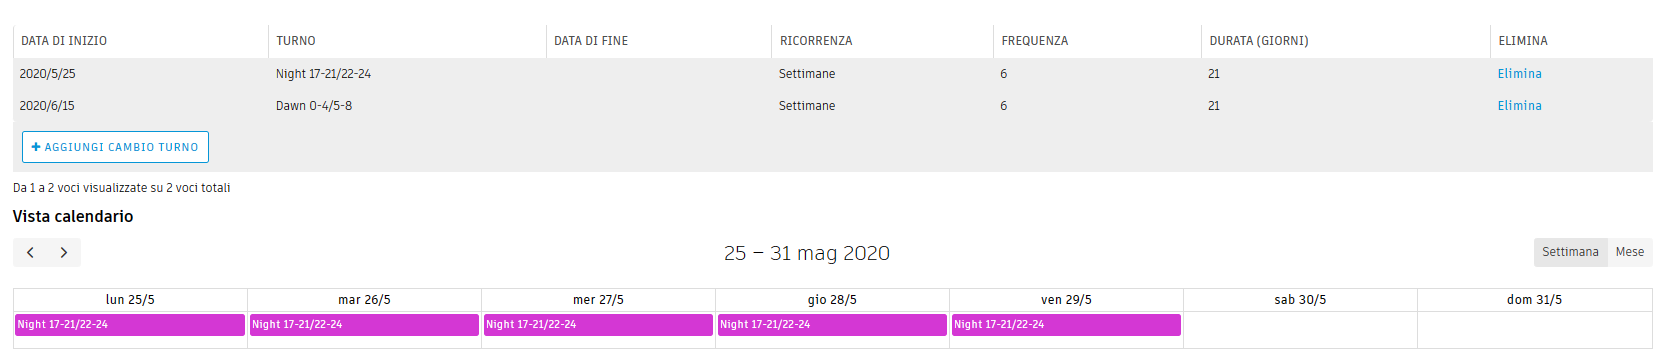 DATA DI INIZIO TURNO DATA DI FINE RICORRENZA FREQUENZA DURATA (GIORNI) ELIMINA
2020/5/25 Night 17-21/22-24 Settimane 6 21 Elimina
2020/6/15 Dawn 0-4/5-8 Settimane 6 21 Elimina
+ AGGIUNGI CAMBIO TURNO
Da 1 a 2 voci visualizzate su 2 voci totali
Vista calendario
25 – 31 mag 2020 Settimana Mese
lun 25/5 mar 26/5 mer 27/5 gio 28/5 ven 29/5 sab 30/5 dom 31/5
Night 17-21/22-24 Night 17-21/22-24 Night 17-21/22-24 Night 17-21/22-24 Night 17-21/22-24